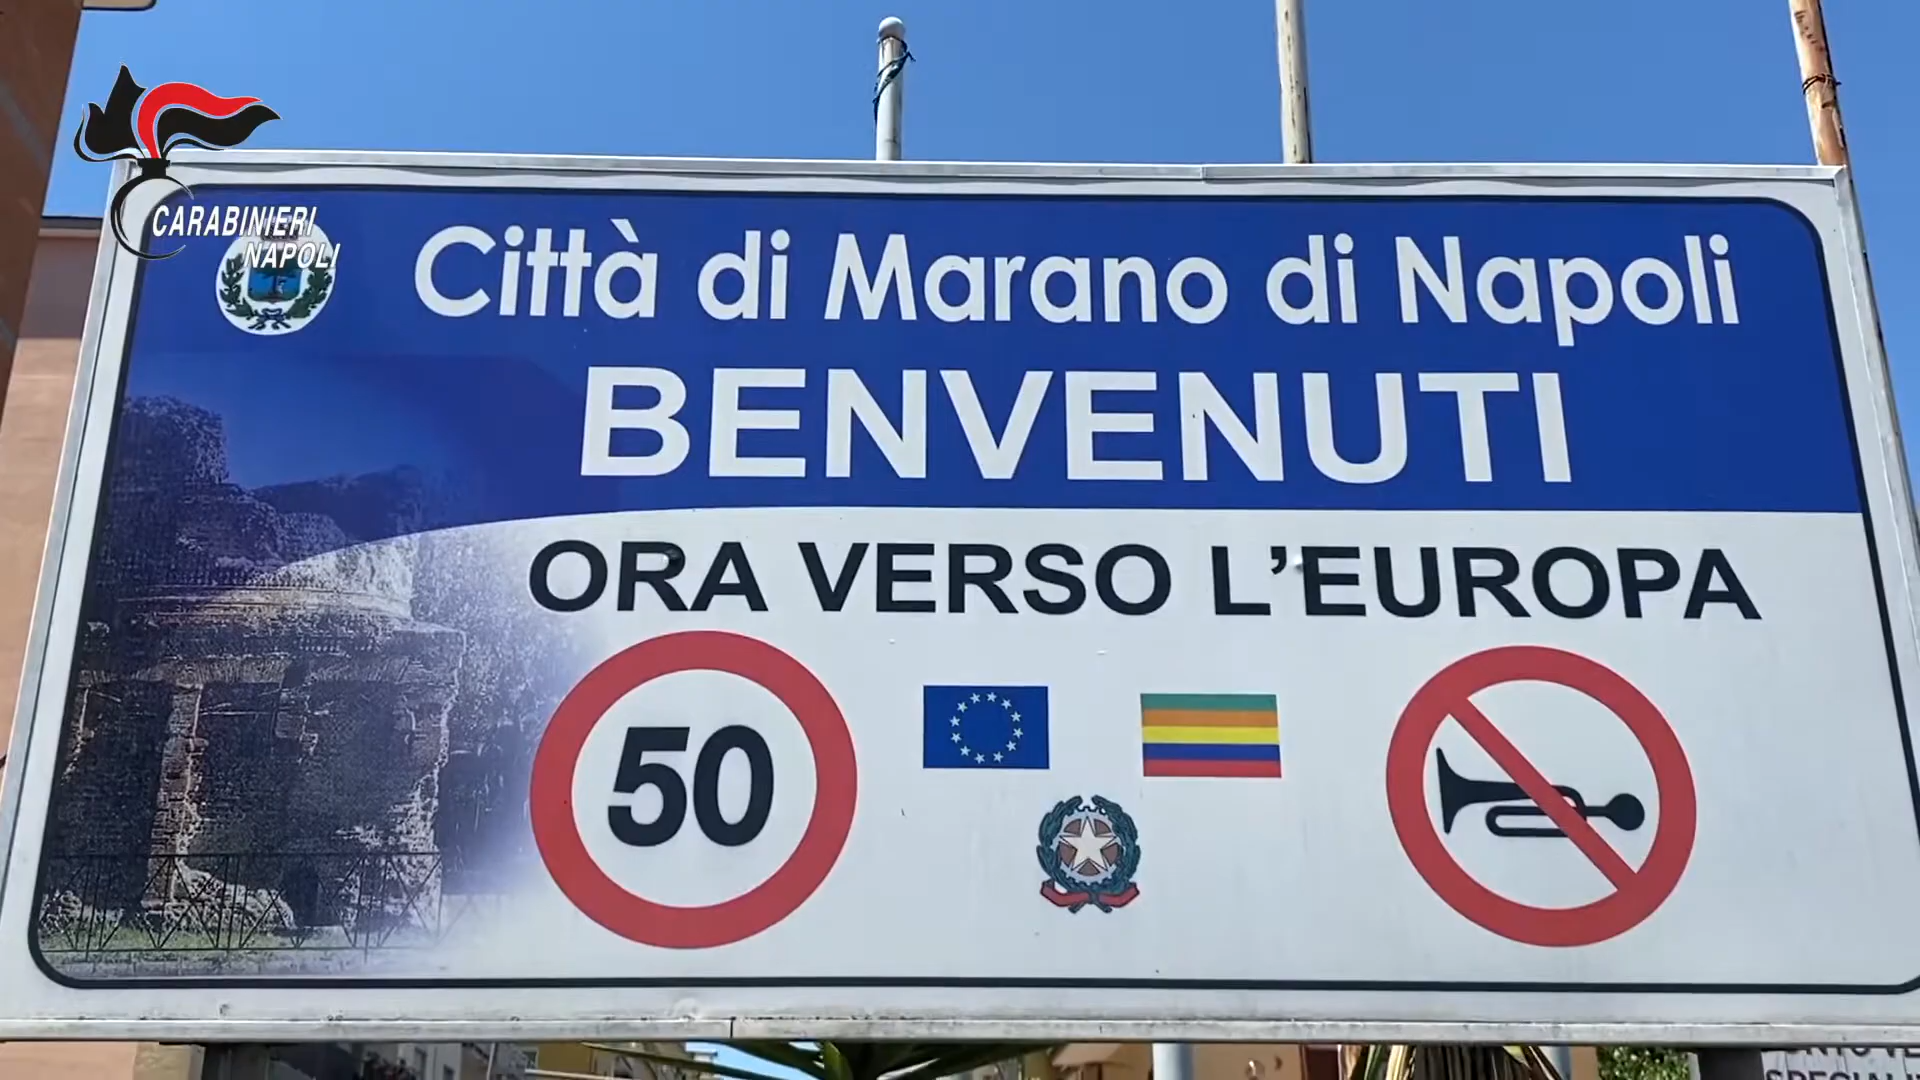 CARABINIERI
NAPOLI
Città di Marano di Napoli
BENVENUTI
ORA VERSO L'EUROPA
50